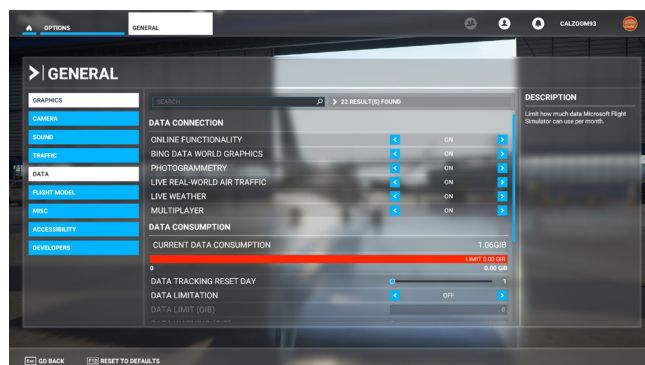 OPTIONS
GENERAL
CALZOOM93
GENERAL
GRAPHICS
CAMERA
SOUND
TRAFFIC
DATA
FLIGHT MODEL
MISC
ACCESSIBILITY
DEVELOPERS
SEARCH
22 RESULT(S) FOUND
DATA CONNECTION
ONLINE FUNCTIONALITY ON
BING DATA WORLD GRAPHICS ON
PHOTOGRAMMETRY ON
LIVE REAL-WORLD AIR TRAFFIC ON
LIVE WEATHER ON
MULTIPLAYER ON
DATA CONSUMPTION
CURRENT DATA CONSUMPTION 1.06GIB
LIMIT 0.00 GIB
0 0.00 GIB
DATA TRACKING RESET DAY 1
DATA LIMITATION OFF
DATA LIMIT (GIB) 0
DESCRIPTION
Limit how much data Microsoft Flight
Simulator can use per month.
Esc GO BACK F12 RESET TO DEFAULTS